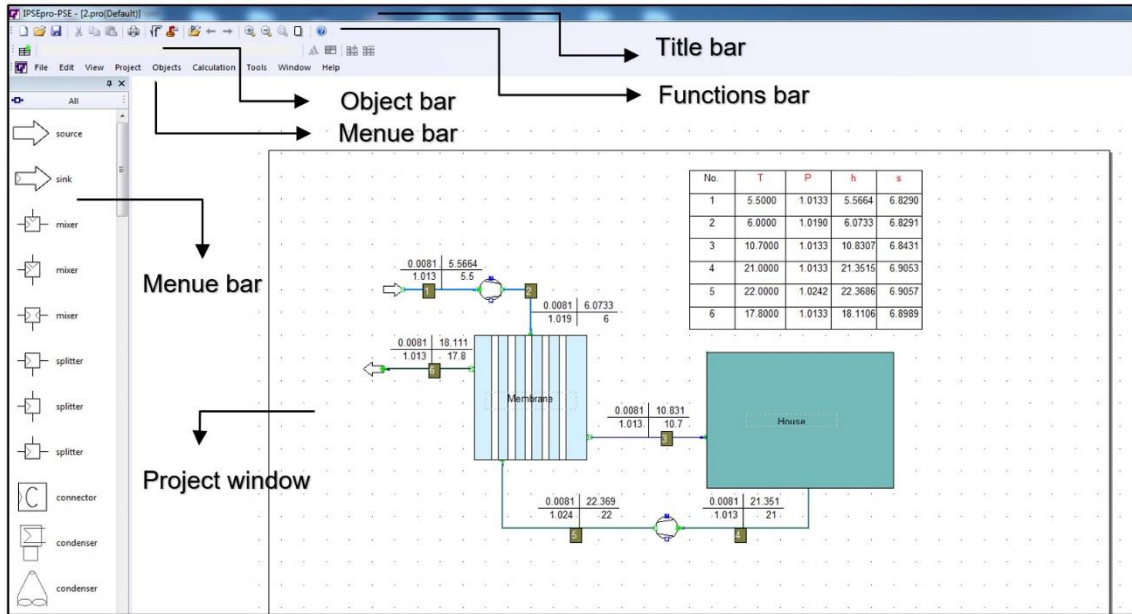 IPSEpro-PSE - [2.pro(Default)]
File Edit View Project Objects Calculation Tools Window Help
Title bar
Functions bar
Object bar
Menue bar
All
source
sink
mixer
mixer
mixer
splitter
splitter
splitter
C connector
condenser
condenser
Menue bar
Project window
No. T P h s
1 5.5000 1.0133 5.5664 6.8290
2 6.0000 1.0190 6.0733 6.8291
3 10.7000 1.0133 10.8307 6.8431
4 21.0000 1.0133 21.3515 6.9053
5 22.0000 1.0242 22.3686 6.9057
6 17.8000 1.0133 18.1106 6.8989
0.0081 5.5664
1.013 5.5
1
2
0.0081 6.0733
1.019 6
0.0081 18.111
1.013 17.8
6
Membrane
0.0081 10.831
1.013 10.7
3
House
0.0081 22.369
1.024 22
5
0.0081 21.351
1.013 21
4